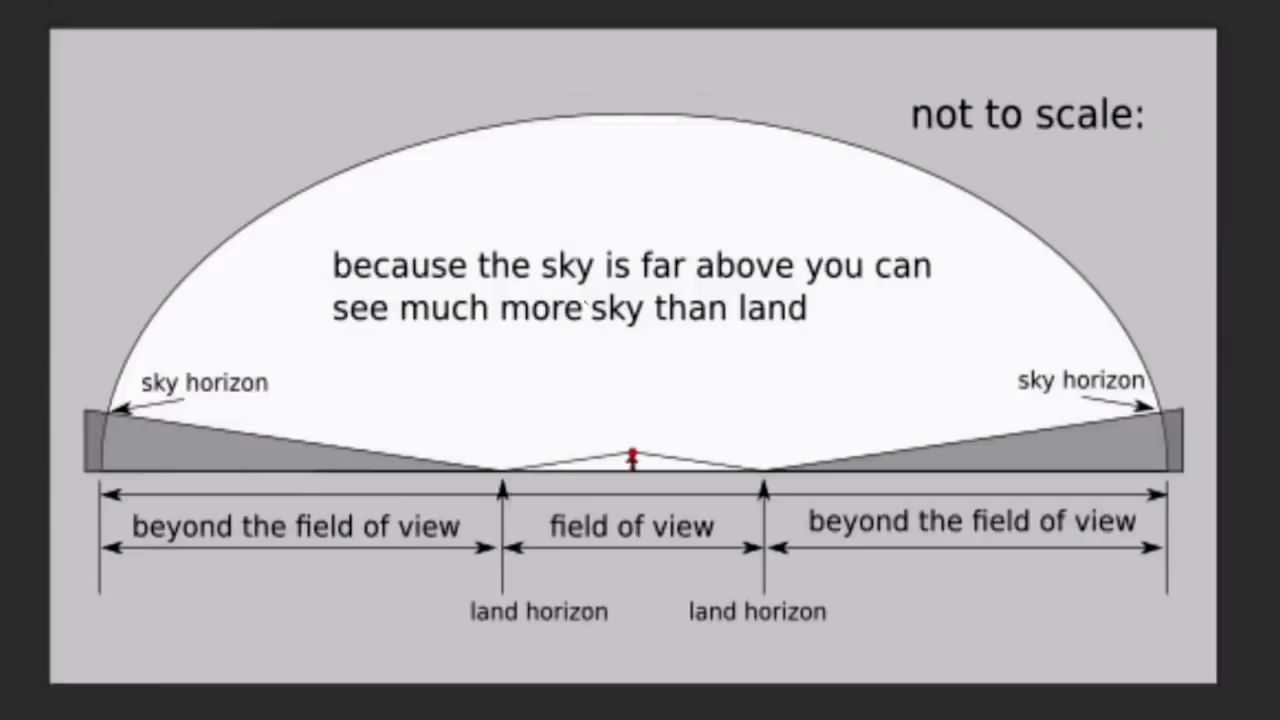 not to scale:
because the sky is far above you can
see much more sky than land
sky horizon
sky horizon
beyond the field of view
field of view
beyond the field of view
land horizon
land horizon